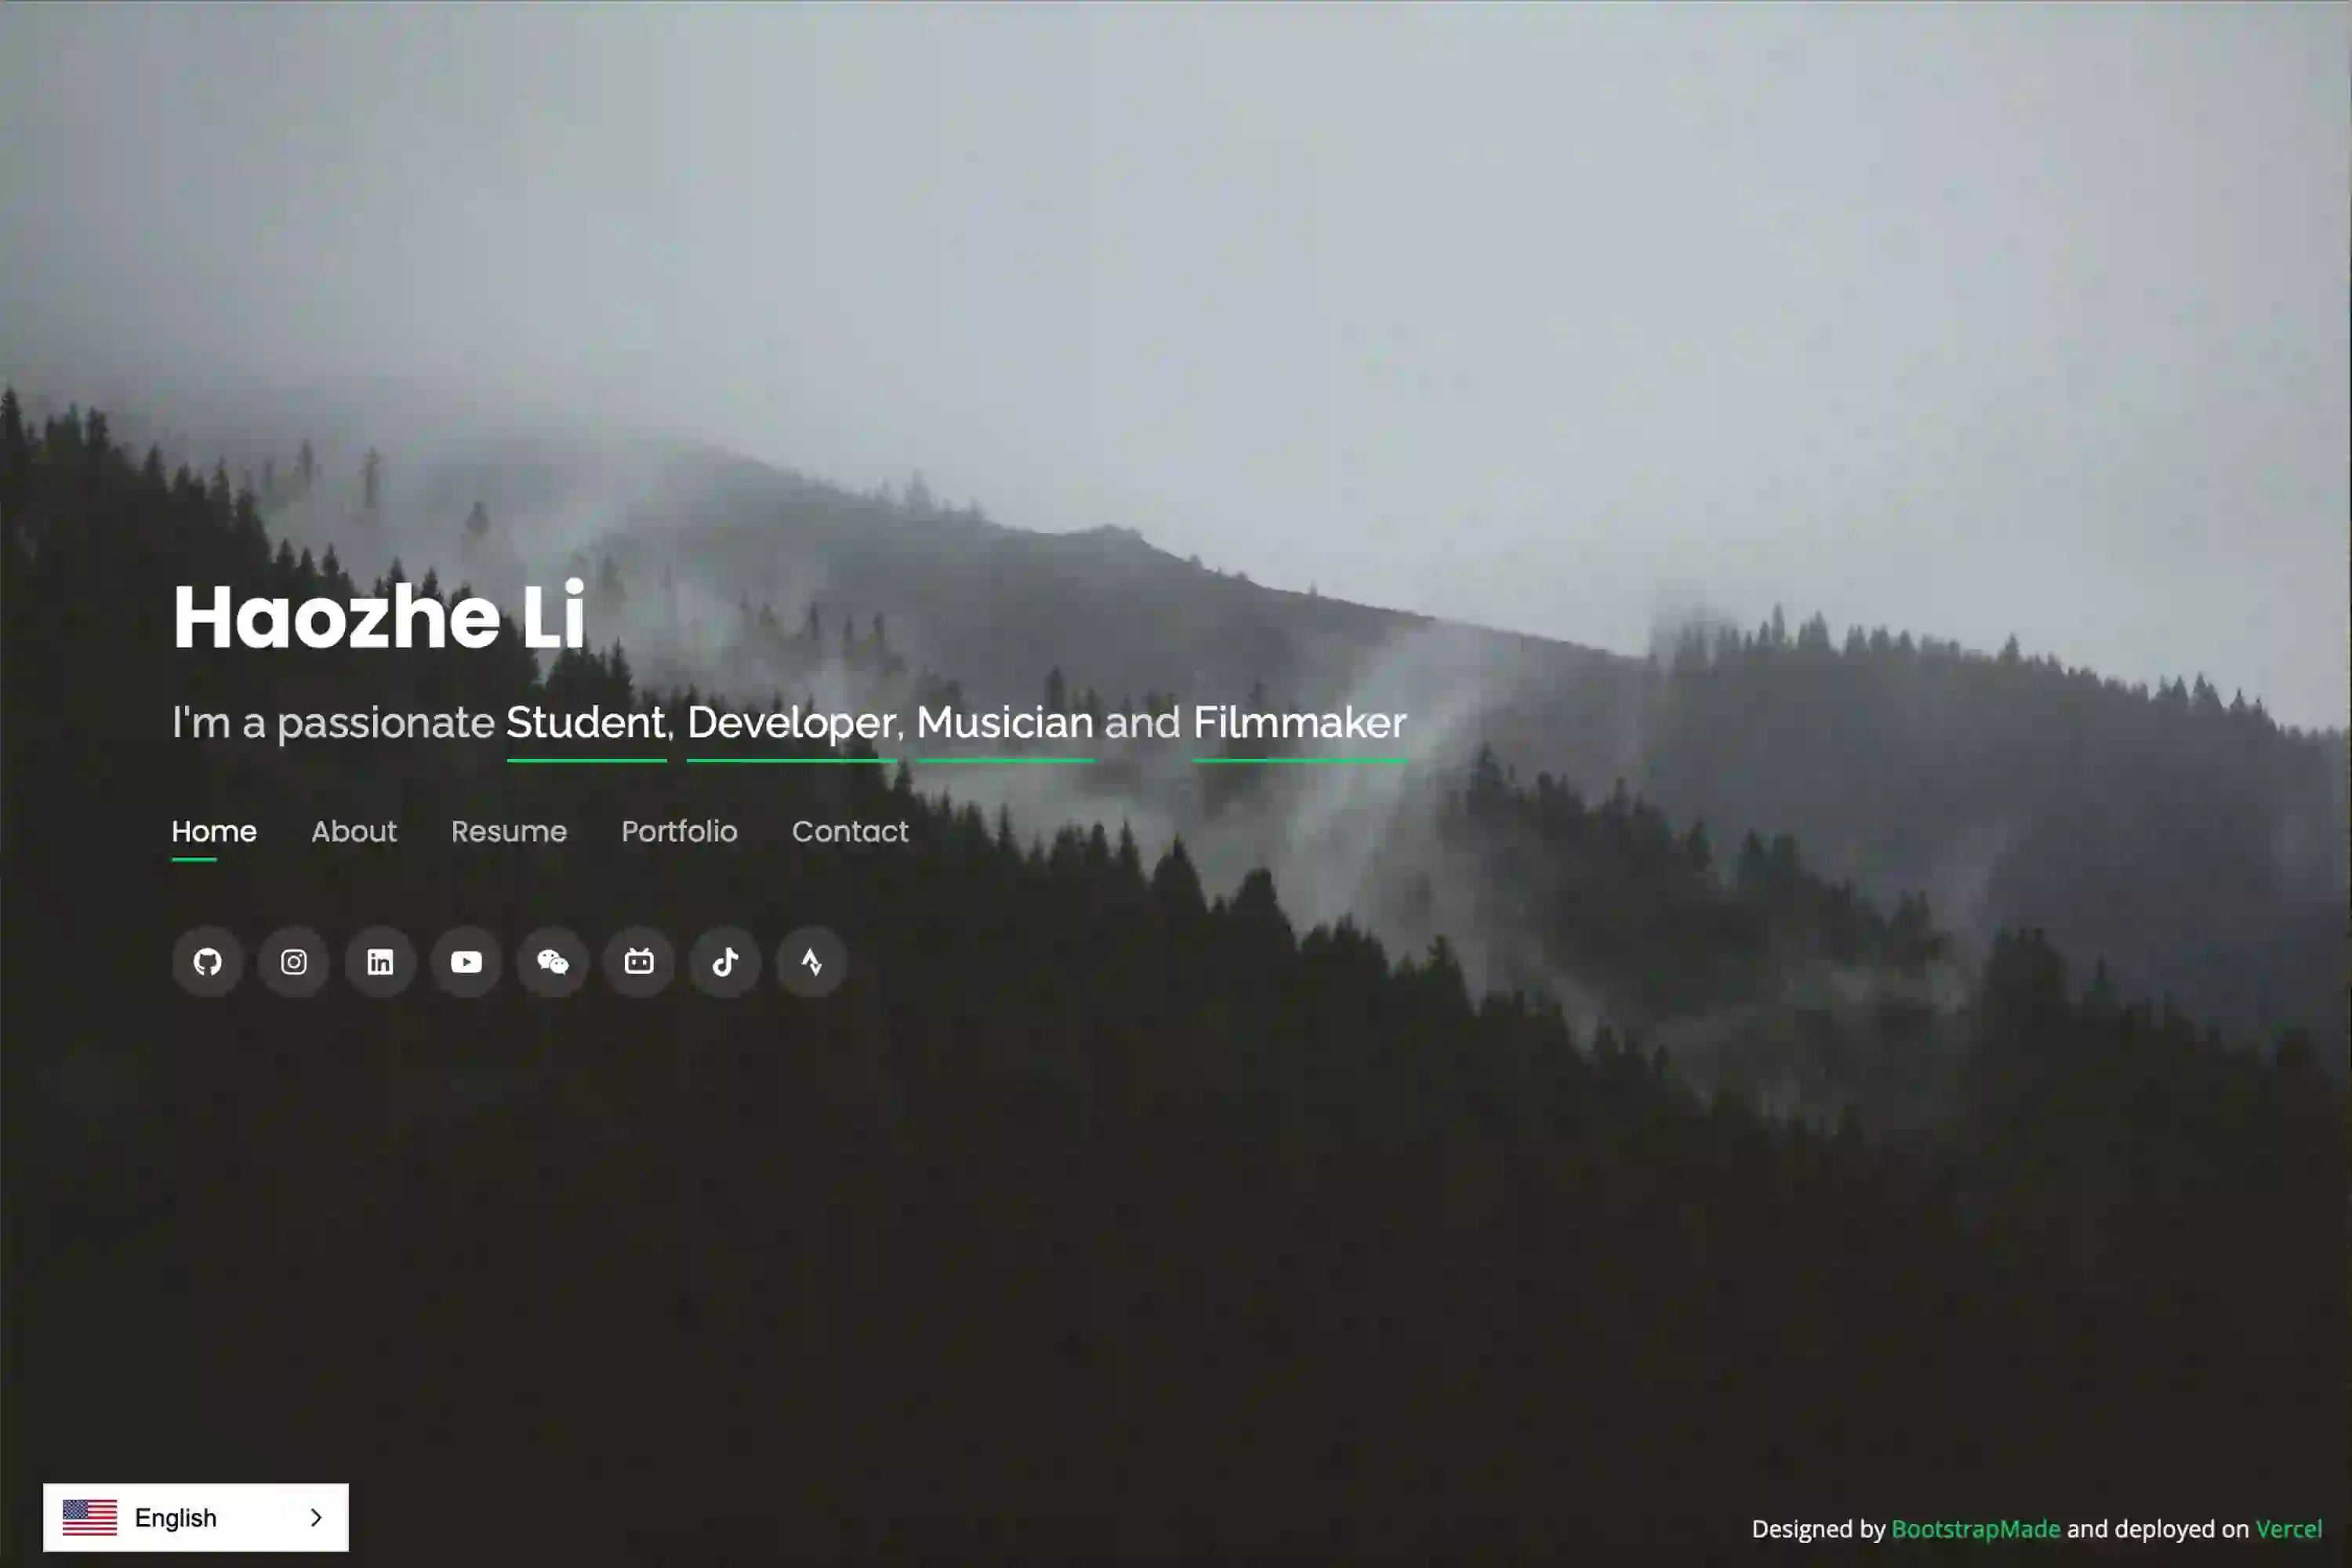 Haozhe Li
I'm a passionate Student, Developer, Musician and Filmmaker
Home About Resume Portfolio Contact
in
English
Designed by BootstrapMade and deployed on Vercel